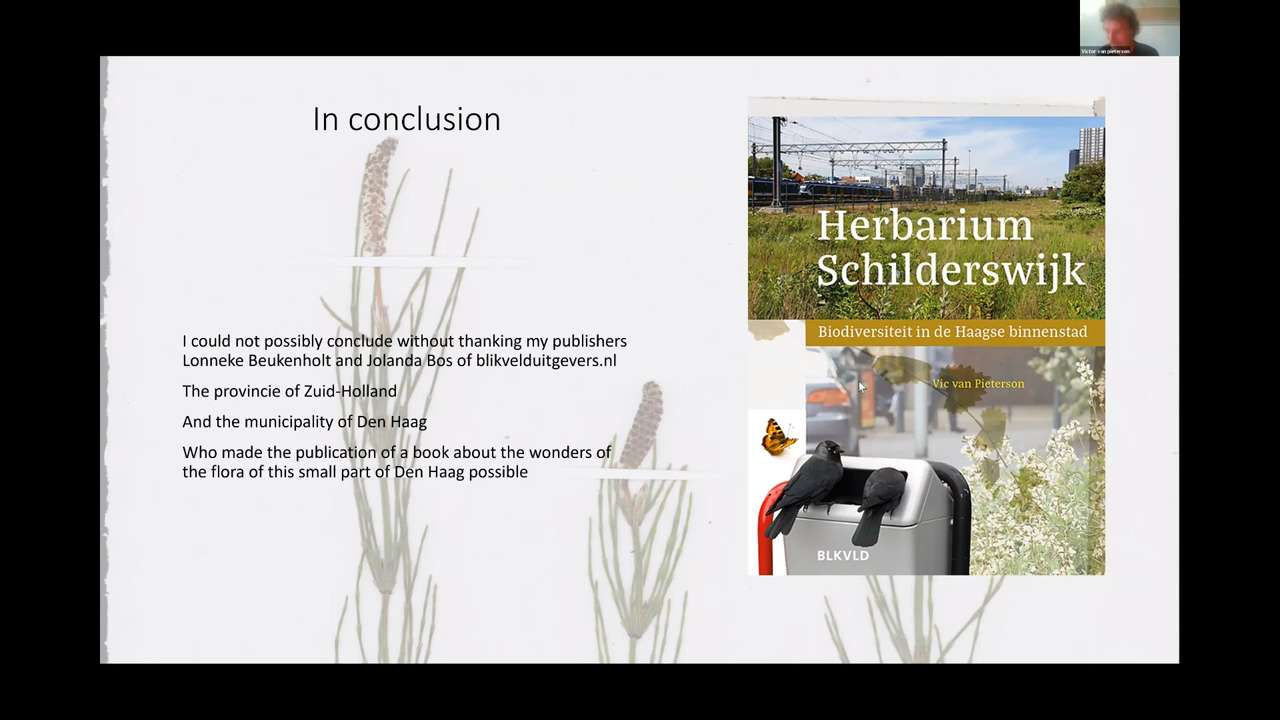 Victor van pieterson
In conclusion
I could not possibly conclude without thanking my publishers
Lonneke Beukenholt and Jolanda Bos of blikvelduitgevers.nl
The provincie of Zuid-Holland
And the municipality of Den Haag
Who made the publication of a book about the wonders of
the flora of this small part of Den Haag possible
Herbarium
Schilderswijk
Biodiversiteit in de Haagse binnenstad
Vic van Pieterson
BLKVLD